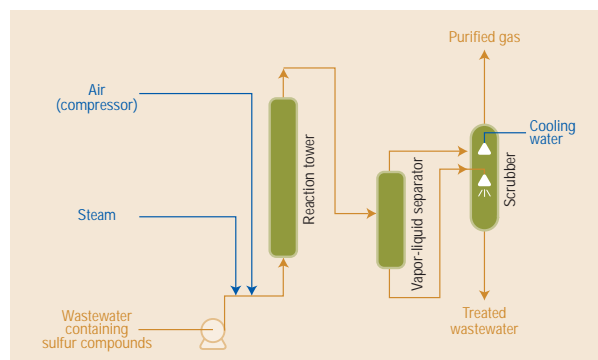 Purified gas
Air
(compressor)
Cooling
water
Reaction tower
Vapor-liquid separator
Scrubber
Steam
Wastewater
containing
sulfur compounds
Treated
wastewater